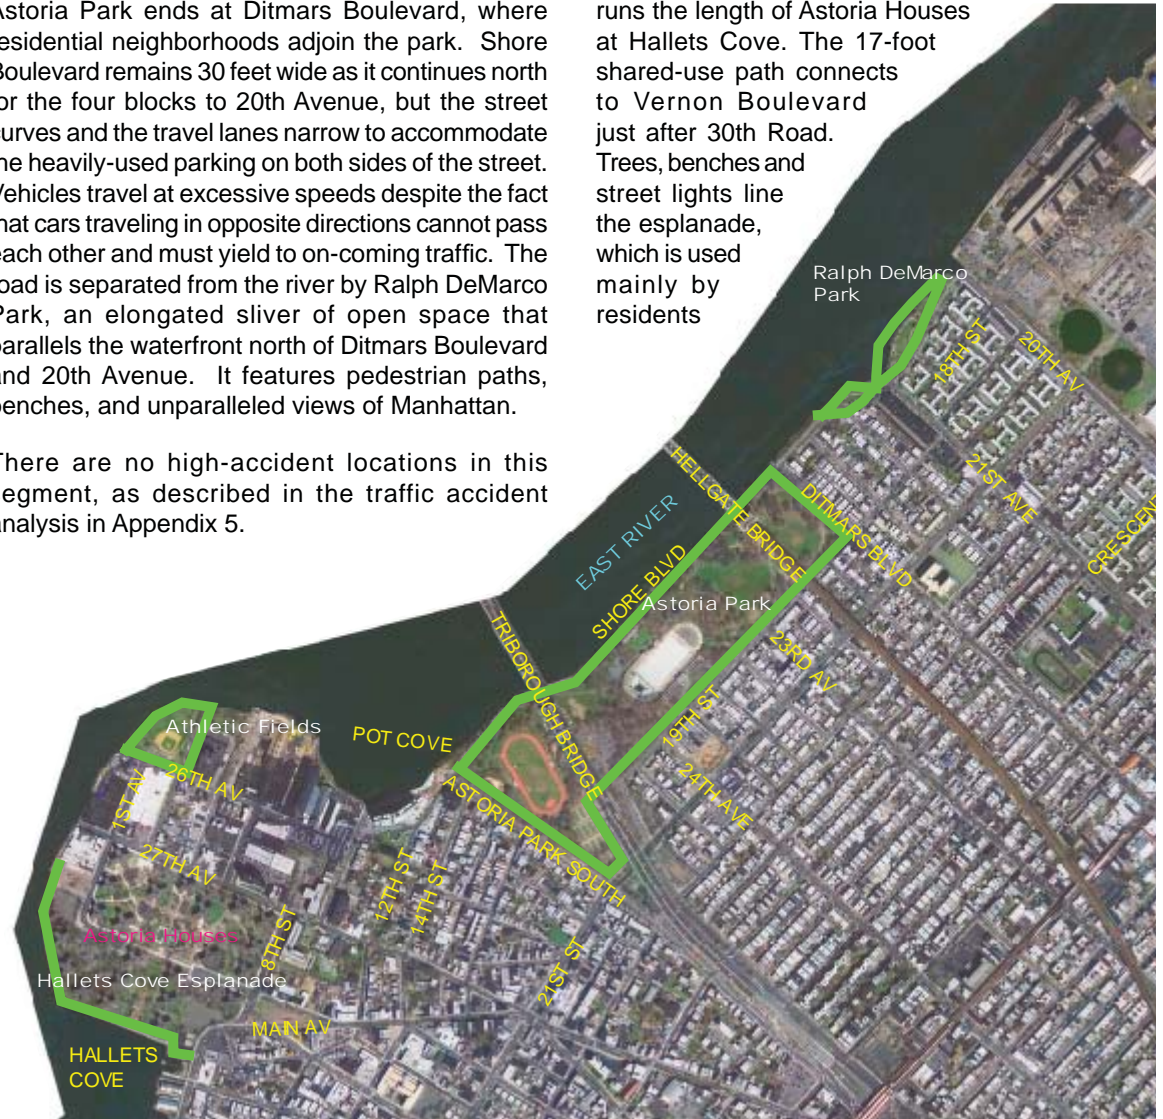 Astoria Park ends at Ditmars Boulevard, where
esidential neighborhoods adjoin the park. Shore
Boulevard remains 30 feet wide as it continues north
or the four blocks to 20th Avenue, but the street
curves and the travel lanes narrow to accommodate
he heavily-used parking on both sides of the street.
Vehicles travel at excessive speeds despite the fact
hat cars traveling in opposite directions cannot pass
each other and must yield to on-coming traffic. The
oad is separated from the river by Ralph DeMarco
Park, an elongated sliver of open space that
parallels the waterfront north of Ditmars Boulevard
and 20th Avenue. It features pedestrian paths,
benches, and unparalleled views of Manhattan.
There are no high-accident locations in this
egment, as described in the traffic accident
analysis in Appendix 5.
runs the length of Astoria Houses
at Hallets Cove. The 17-foot
shared-use path connects
to Vernon Boulevard
just after 30th Road.
Trees, benches and
street lights line
the esplanade,
which is used
mainly by
residents
Ralph DeMarco
Park
18TH ST
20TH AV
21ST AVE
CRESCENT
HELLGATE BRIDGE
DITMARS BLVD
EAST RIVER
SHORE BLVD
Astoria Park
TRIBOROUGH BRIDGE
23RD AV
19TH ST
24TH AVE
Athletic Fields
POT COVE
26TH AV
1ST AV
ASTORIA PARK SOUTH
27TH AV
12TH ST
14TH ST
8TH ST
21ST ST
Astoria Houses
Hallets Cove Esplanade
MAIN AV
HALLETS
COVE